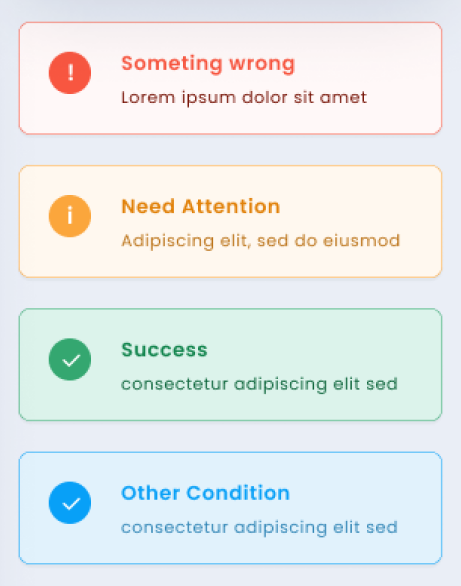 !
Someting wrong
Lorem ipsum dolor sit amet
i
Need Attention
Adipiscing elit, sed do eiusmod
Success
consectetur adipiscing elit sed
Other Condition
consectetur adipiscing elit sed